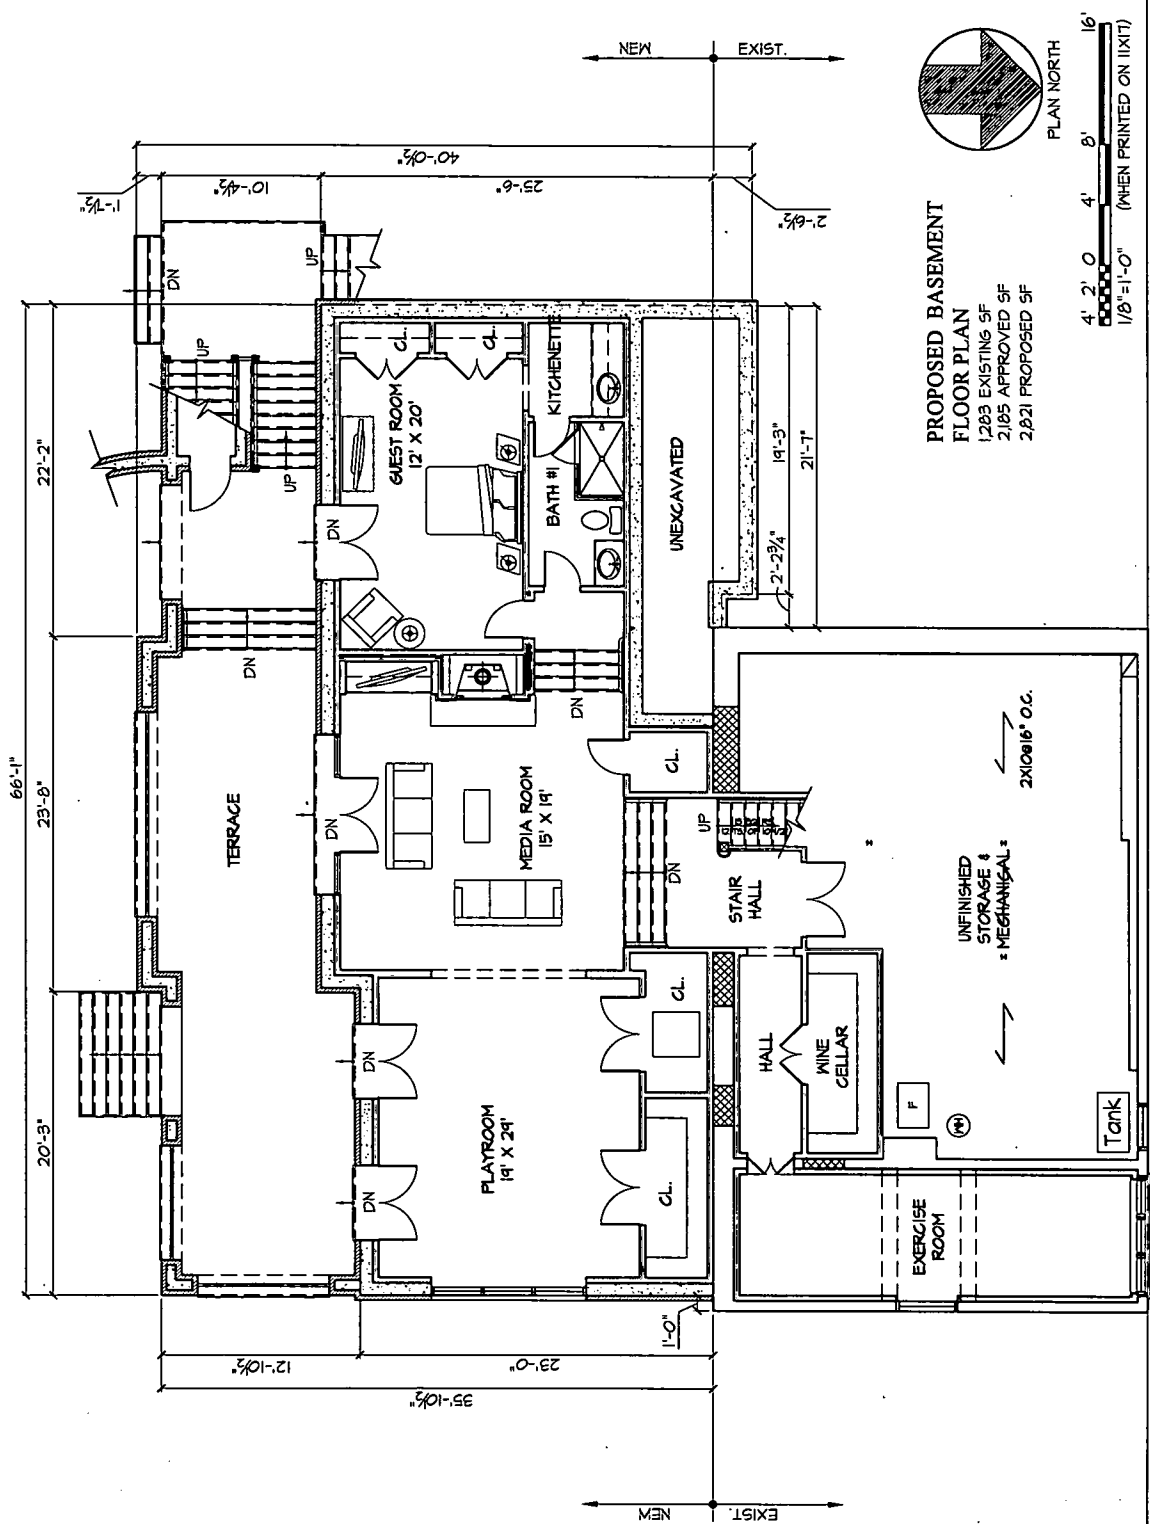 66'-1"
22'-2"
23'-8"
20'-3"
40'-0½"
1'-7½"
10'-4½"
25'-6"
2'-6½"
NEW
EXIST.
DN
UP
UP
UP
DN
DN
CL.
CL.
GUEST ROOM
12' X 20'
KITCHENETTE
BATH #1
UNEXCAVATED
19'-3"
21'-7"
2'-2¾"
TERRACE
DN
DN
MEDIA ROOM
15' X 19'
CL.
DN
UP
STAIR
HALL
UNFINISHED
STORAGE &
MECHANICAL
2X10@16" O.C.
DN
DN
PLAYROOM
19' X 29'
CL.
CL.
HALL
WINE
CELLAR
F
WH
Tank
EXERCISE
ROOM
1'-0"
12'-10½"
23'-0"
35'-10½"
NEW
EXIST.
PROPOSED BASEMENT
FLOOR PLAN
1,283 EXISTING SF
2,185 APPROVED SF
2,821 PROPOSED SF
PLAN NORTH
4' 2' 0 4' 8' 16'
1/8"=1'-0" (WHEN PRINTED ON 11X17)